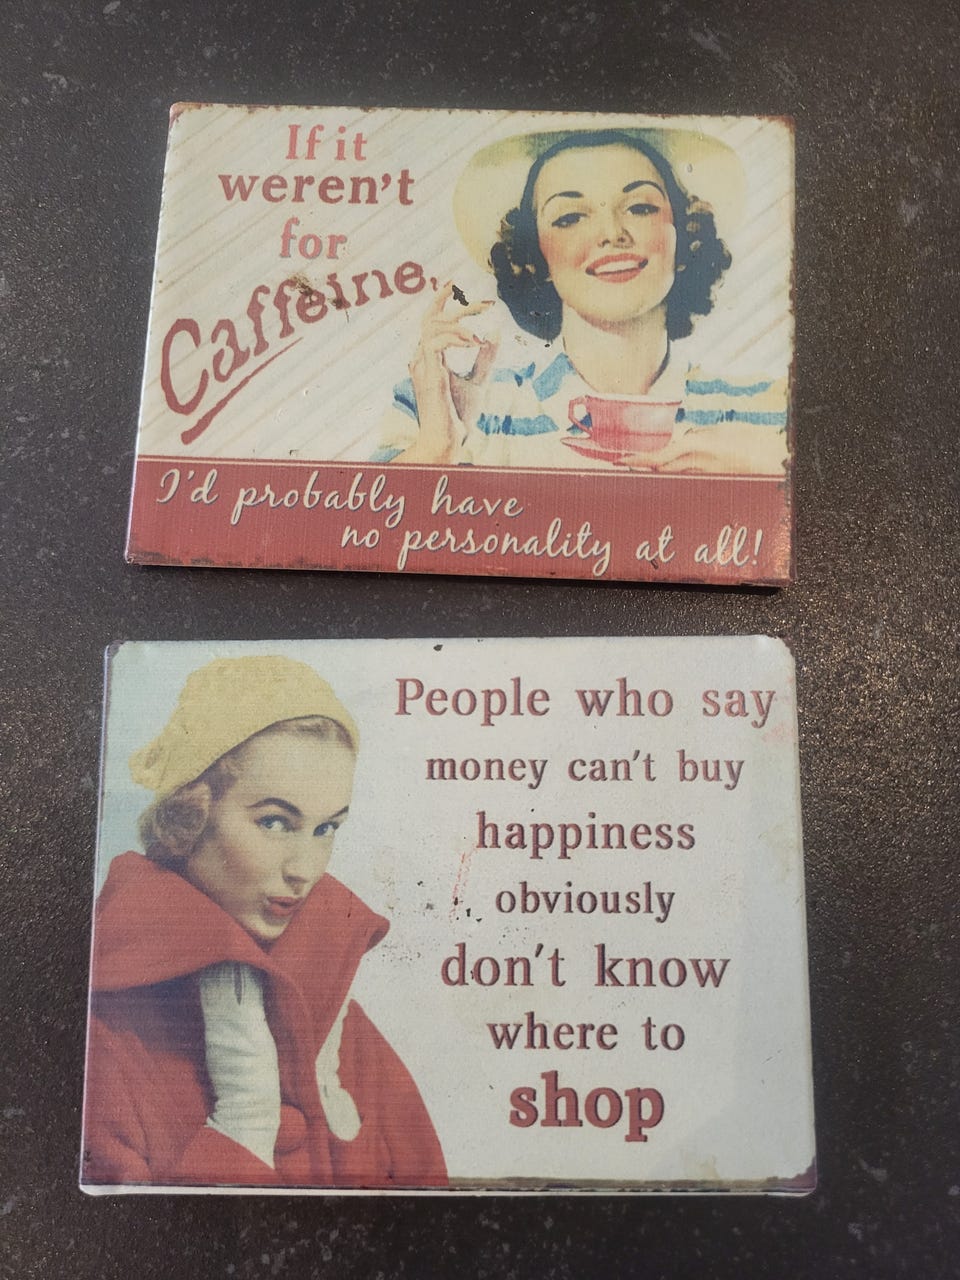 If it
weren't
for
Caffeine,
I'd probably have
no personality at all!
People who say
money can't buy
happiness
obviously
don't know
where to
shop